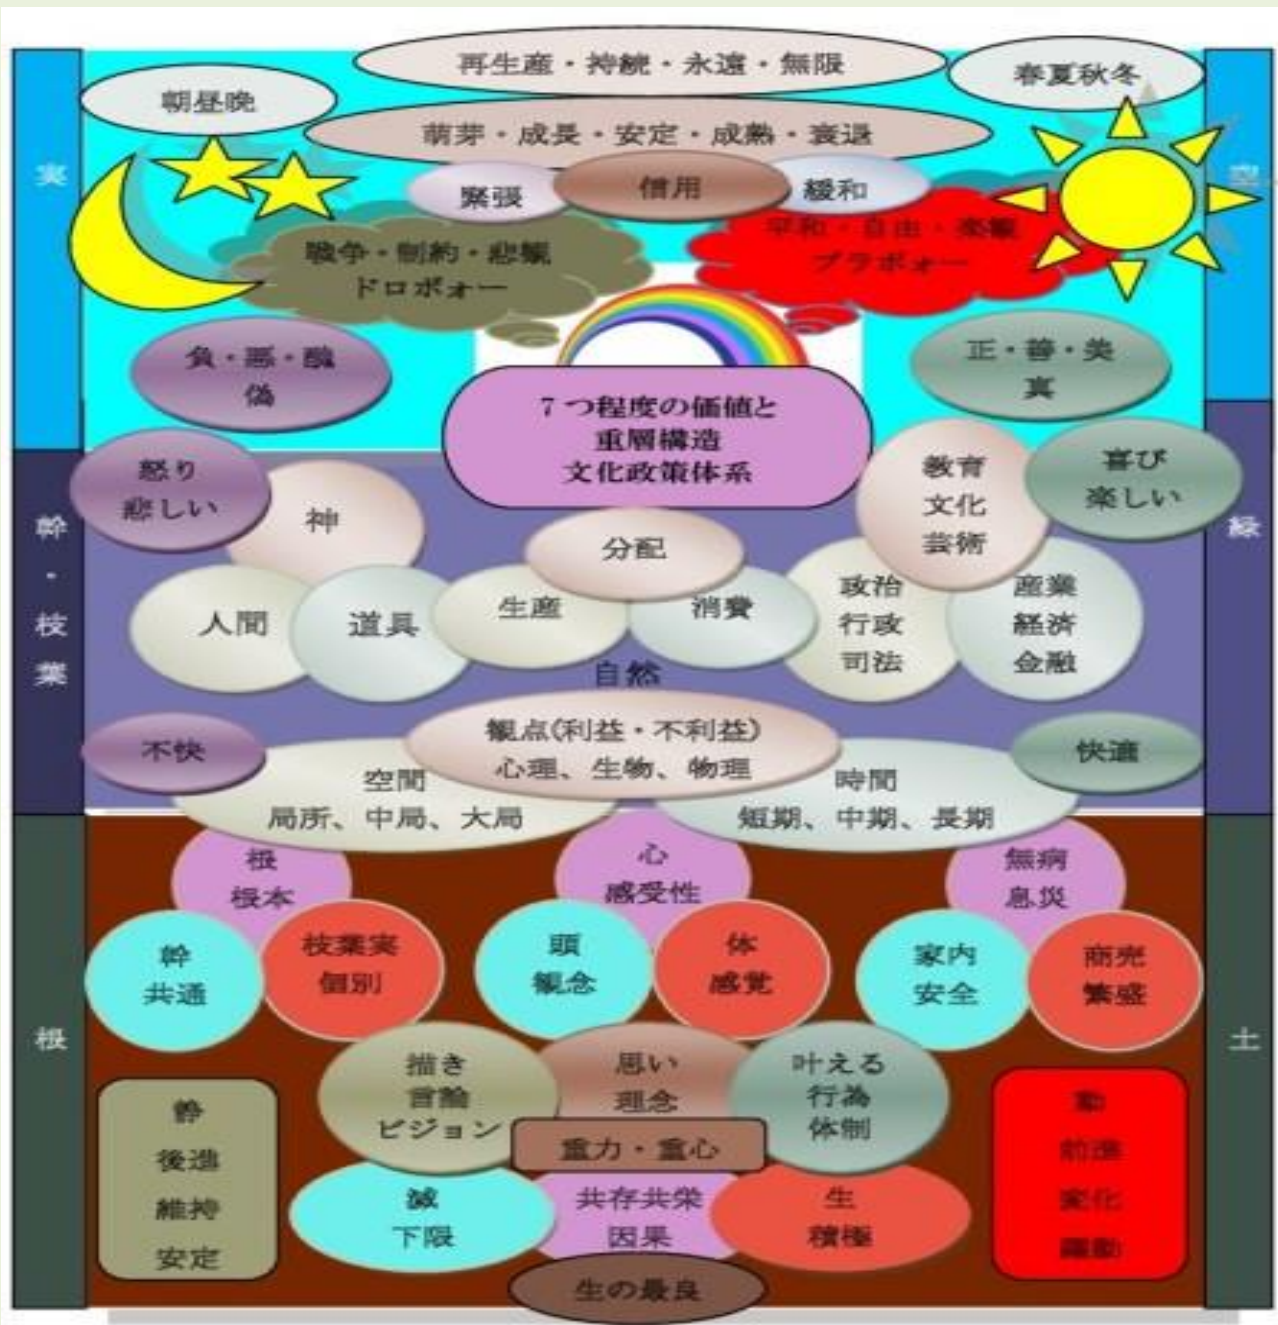 再生産・持続・永遠・無限
春夏秋冬
朝昼晩
萌芽・成長・安定・成熟・衰退
実
空
緊張
信用
緩和
戦争・制約・悲観
ドロボォー
平和・自由・楽観
ブラボォー
負・悪・醜
偽
正・善・美
真
7つ程度の価値と
重層構造
文化政策体系
怒り
悲しい
神
教育
文化
芸術
喜び
楽しい
幹・枝葉
緑
分配
人間
道具
生産
消費
政治
行政
司法
産業
経済
金融
自然
不快
観点(利益・不利益)
心理、生物、物理
快適
空間
局所、中局、大局
時間
短期、中期、長期
根
根本
心
感受性
無病
息災
幹
共通
枝葉実
個別
頭
観念
体
感覚
家内
安全
商売
繁盛
根
土
描き
言論
ビジョン
思い
理念
叶える
行為
体制
静
後進
維持
安定
重力・重心
動
前進
変化
躍動
滅
下限
共存共栄
因果
生
積極
生の最良